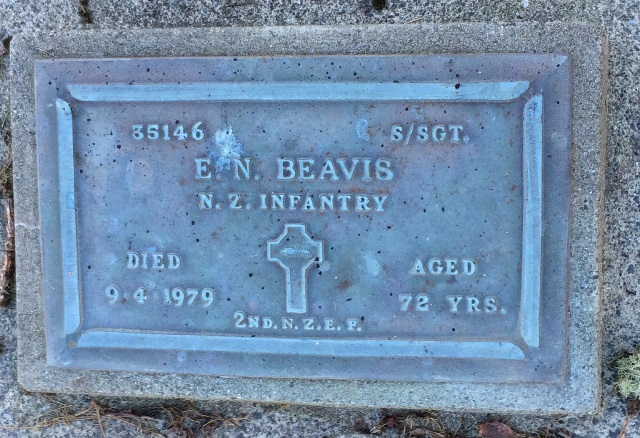 35146 S/SGT.
E. N. BEAVIS
N. Z. INFANTRY
DIED AGED
9.4 1979 72 YRS.
2ND. N. Z. E. F.